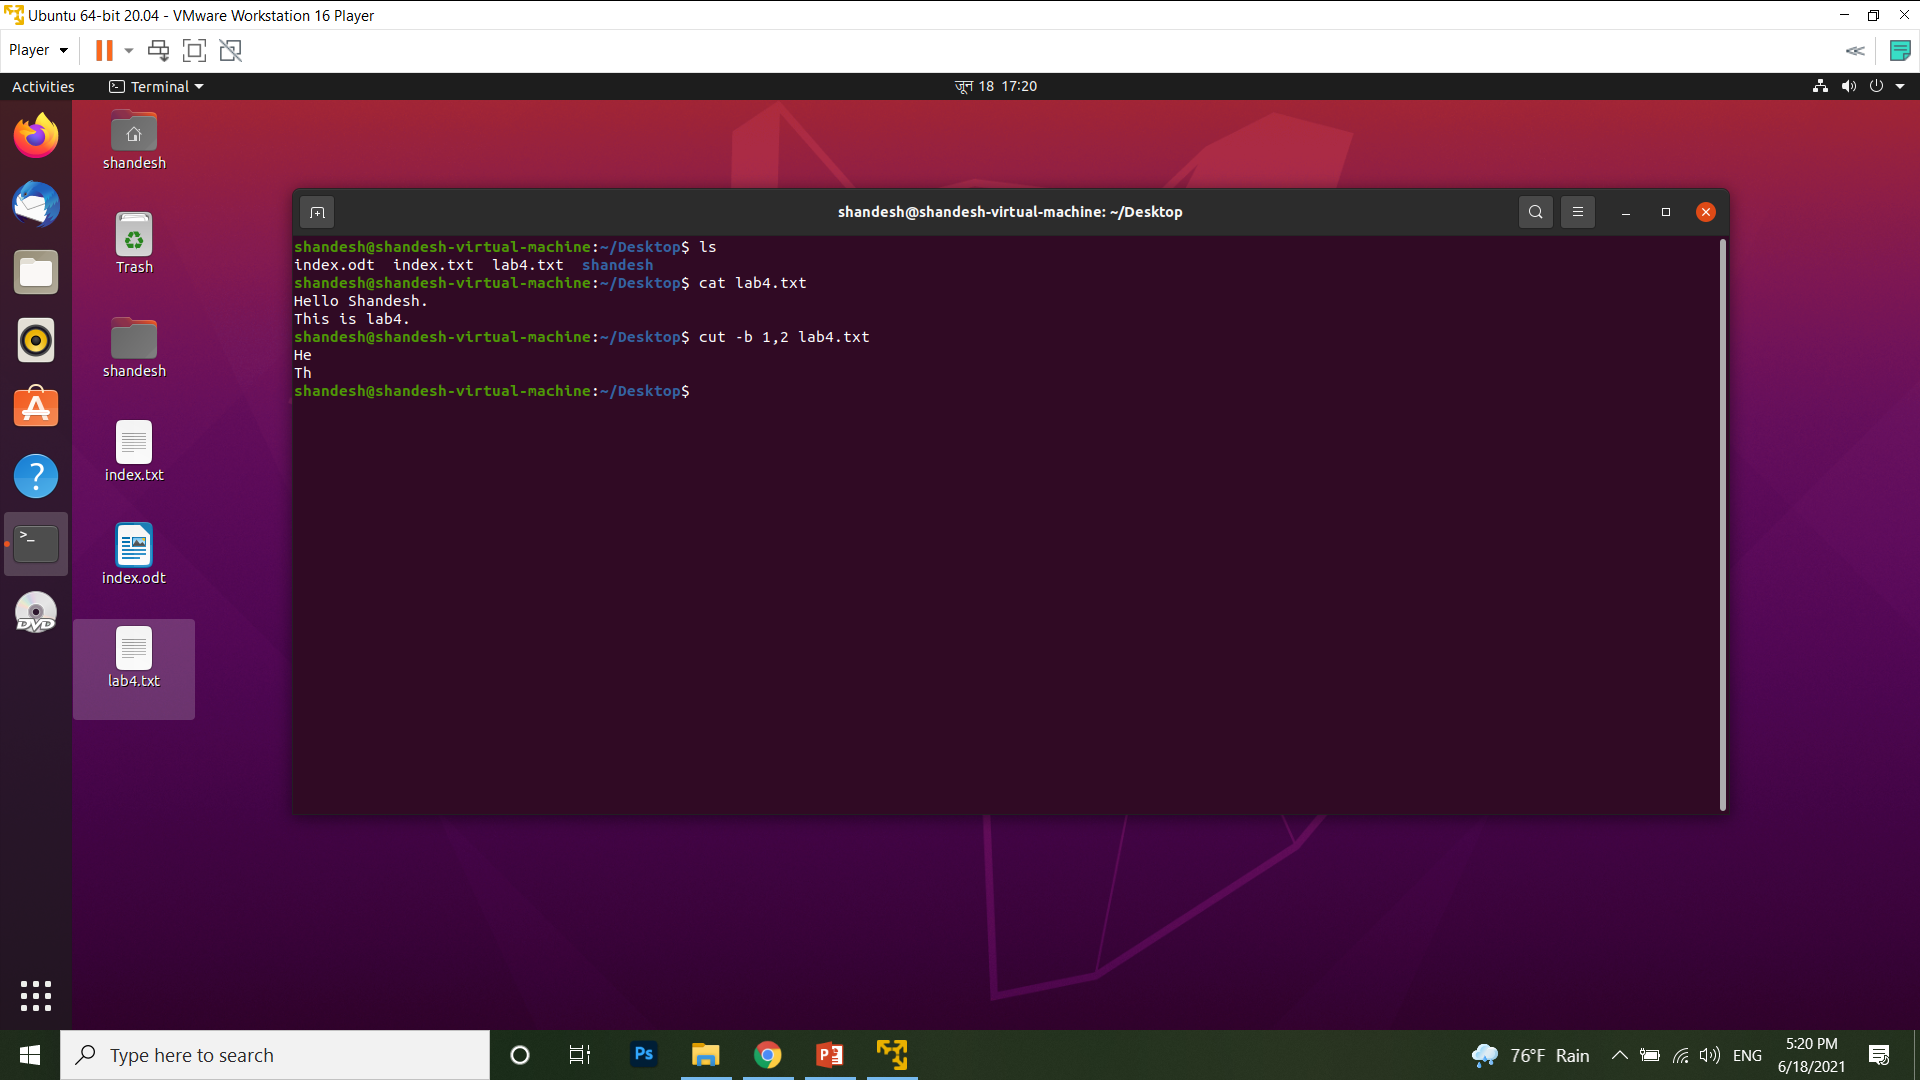 Ubuntu 64-bit 20.04 - VMware Workstation 16 Player
Player
Activities
Terminal
जून 18 17:20
shandesh
Trash
shandesh
index.txt
index.odt
lab4.txt
DVD
shandesh@shandesh-virtual-machine: ~/Desktop
shandesh@shandesh-virtual-machine:~/Desktop$ ls
index.odt index.txt lab4.txt shandesh
shandesh@shandesh-virtual-machine:~/Desktop$ cat lab4.txt
Hello Shandesh.
This is lab4.
shandesh@shandesh-virtual-machine:~/Desktop$ cut -b 1,2 lab4.txt
He
Th
shandesh@shandesh-virtual-machine:~/Desktop$
Type here to search
Ps
76°F Rain
ENG
5:20 PM
6/18/2021